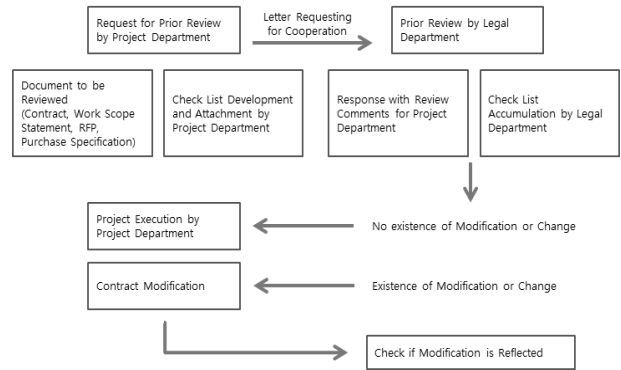 Request for Prior Review
by Project Department
Letter Requesting
for Cooperation
Prior Review by Legal
Department
Document to be
Reviewed
(Contract, Work Scope
Statement, RFP,
Purchase Specification)
Check List Development
and Attachment by
Project Department
Response with Review
Comments for Project
Department
Check List
Accumulation by Legal
Department
Project Execution by
Project Department
No existence of Modification or Change
Contract Modification
Existence of Modification or Change
Check if Modification is Reflected